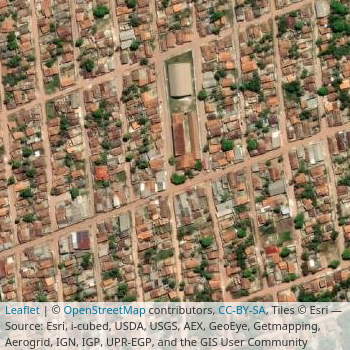 Leaflet | © OpenStreetMap contributors, CC-BY-SA, Tiles © Esri —
Source: Esri, i-cubed, USDA, USGS, AEX, GeoEye, Getmapping,
Aerogrid, IGN, IGP, UPR-EGP, and the GIS User Community